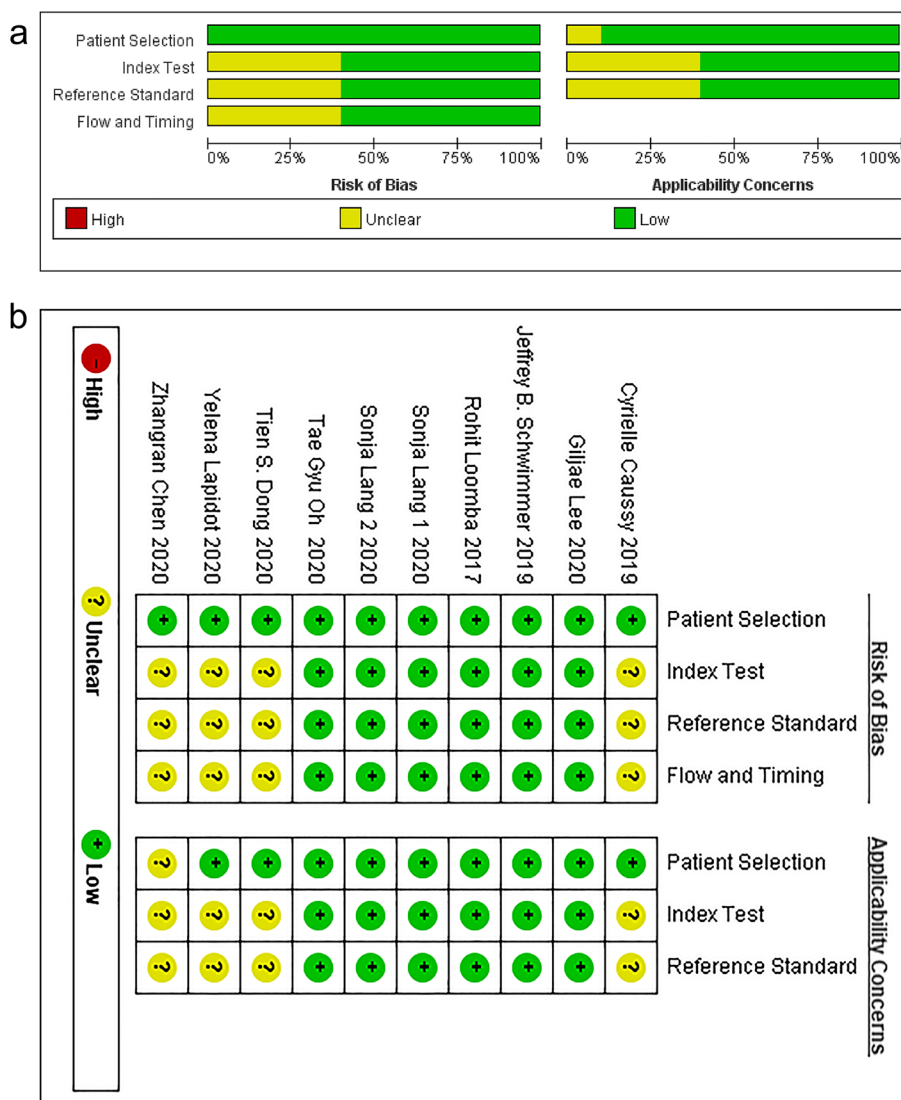 a
Patient Selection
Index Test
Reference Standard
Flow and Timing
0% 25% 50% 75% 100%
Risk of Bias
0% 25% 50% 75% 100%
Applicability Concerns
High Unclear Low
b
High
Unclear
Low
Zhangran Chen 2020
Yelena Lapidot 2020
Tien S. Dong 2020
Tae Gyu Oh 2020
Sonja Lang 2 2020
Sonja Lang 1 2020
Rohit Loomba 2017
Jeffrey B. Schwimmer 2019
Giljae Lee 2020
Cyrielle Caussy 2019
– ? +
+ + + + + + + + + + Patient Selection
? ? ? + + + + + + ? Index Test
? ? ? + + + + + + ? Reference Standard
? ? ? + + + + + + ? Flow and Timing
Risk of Bias
? + + + + + + + + + Patient Selection
? ? ? + + + + + + ? Index Test
? ? ? + + + + + + ? Reference Standard
Applicability Concerns